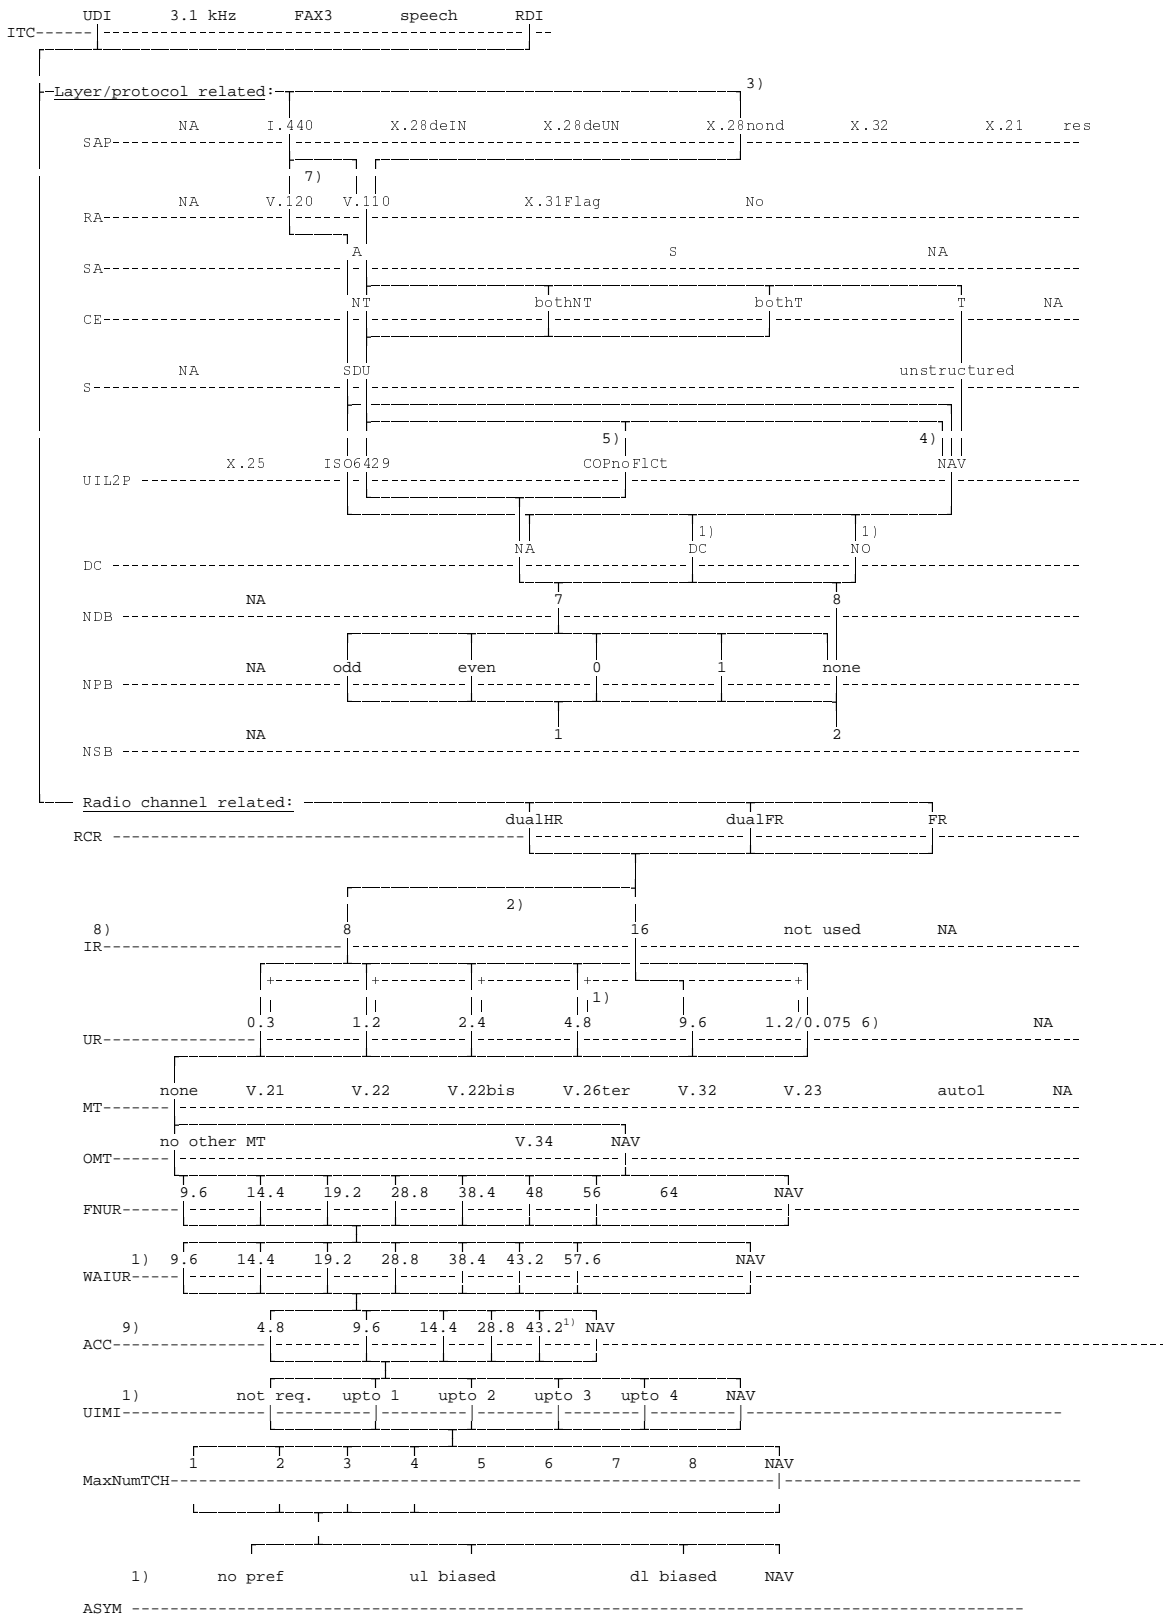 UDI 3.1 kHz FAX3 speech RDI
ITC
Layer/protocol related: 3)
NA I.440 X.28deIN X.28deUN X.28nond X.32 X.21 res
SAP
7)
NA V.120 V.110 X.31Flag No
RA
A S NA
SA
NT bothNT bothT T NA
CE
NA SDU unstructured
S
5) 4)
X.25 ISO6429 COPnoFlCt NAV
UIL2P
1) 1)
NA DC NO
DC
NA 7 8
NDB
NA odd even 0 1 none
NPB
NA 1 2
NSB
Radio channel related:
dualHR dualFR FR
RCR
2)
8) 8 16 not used NA
IR
1)
0.3 1.2 2.4 4.8 9.6 1.2/0.075 6) NA
UR
none V.21 V.22 V.22bis V.26ter V.32 V.23 auto1 NA
MT
no other MT V.34 NAV
OMT
9.6 14.4 19.2 28.8 38.4 48 56 64 NAV
FNUR
1) 9.6 14.4 19.2 28.8 38.4 43.2 57.6 NAV
WAIUR
9) 4.8 9.6 14.4 28.8 43.2 1) NAV
ACC
1) not req. upto 1 upto 2 upto 3 upto 4 NAV
UIMI
1 2 3 4 5 6 7 8 NAV
MaxNumTCH
1) no pref ul biased dl biased NAV
ASYM